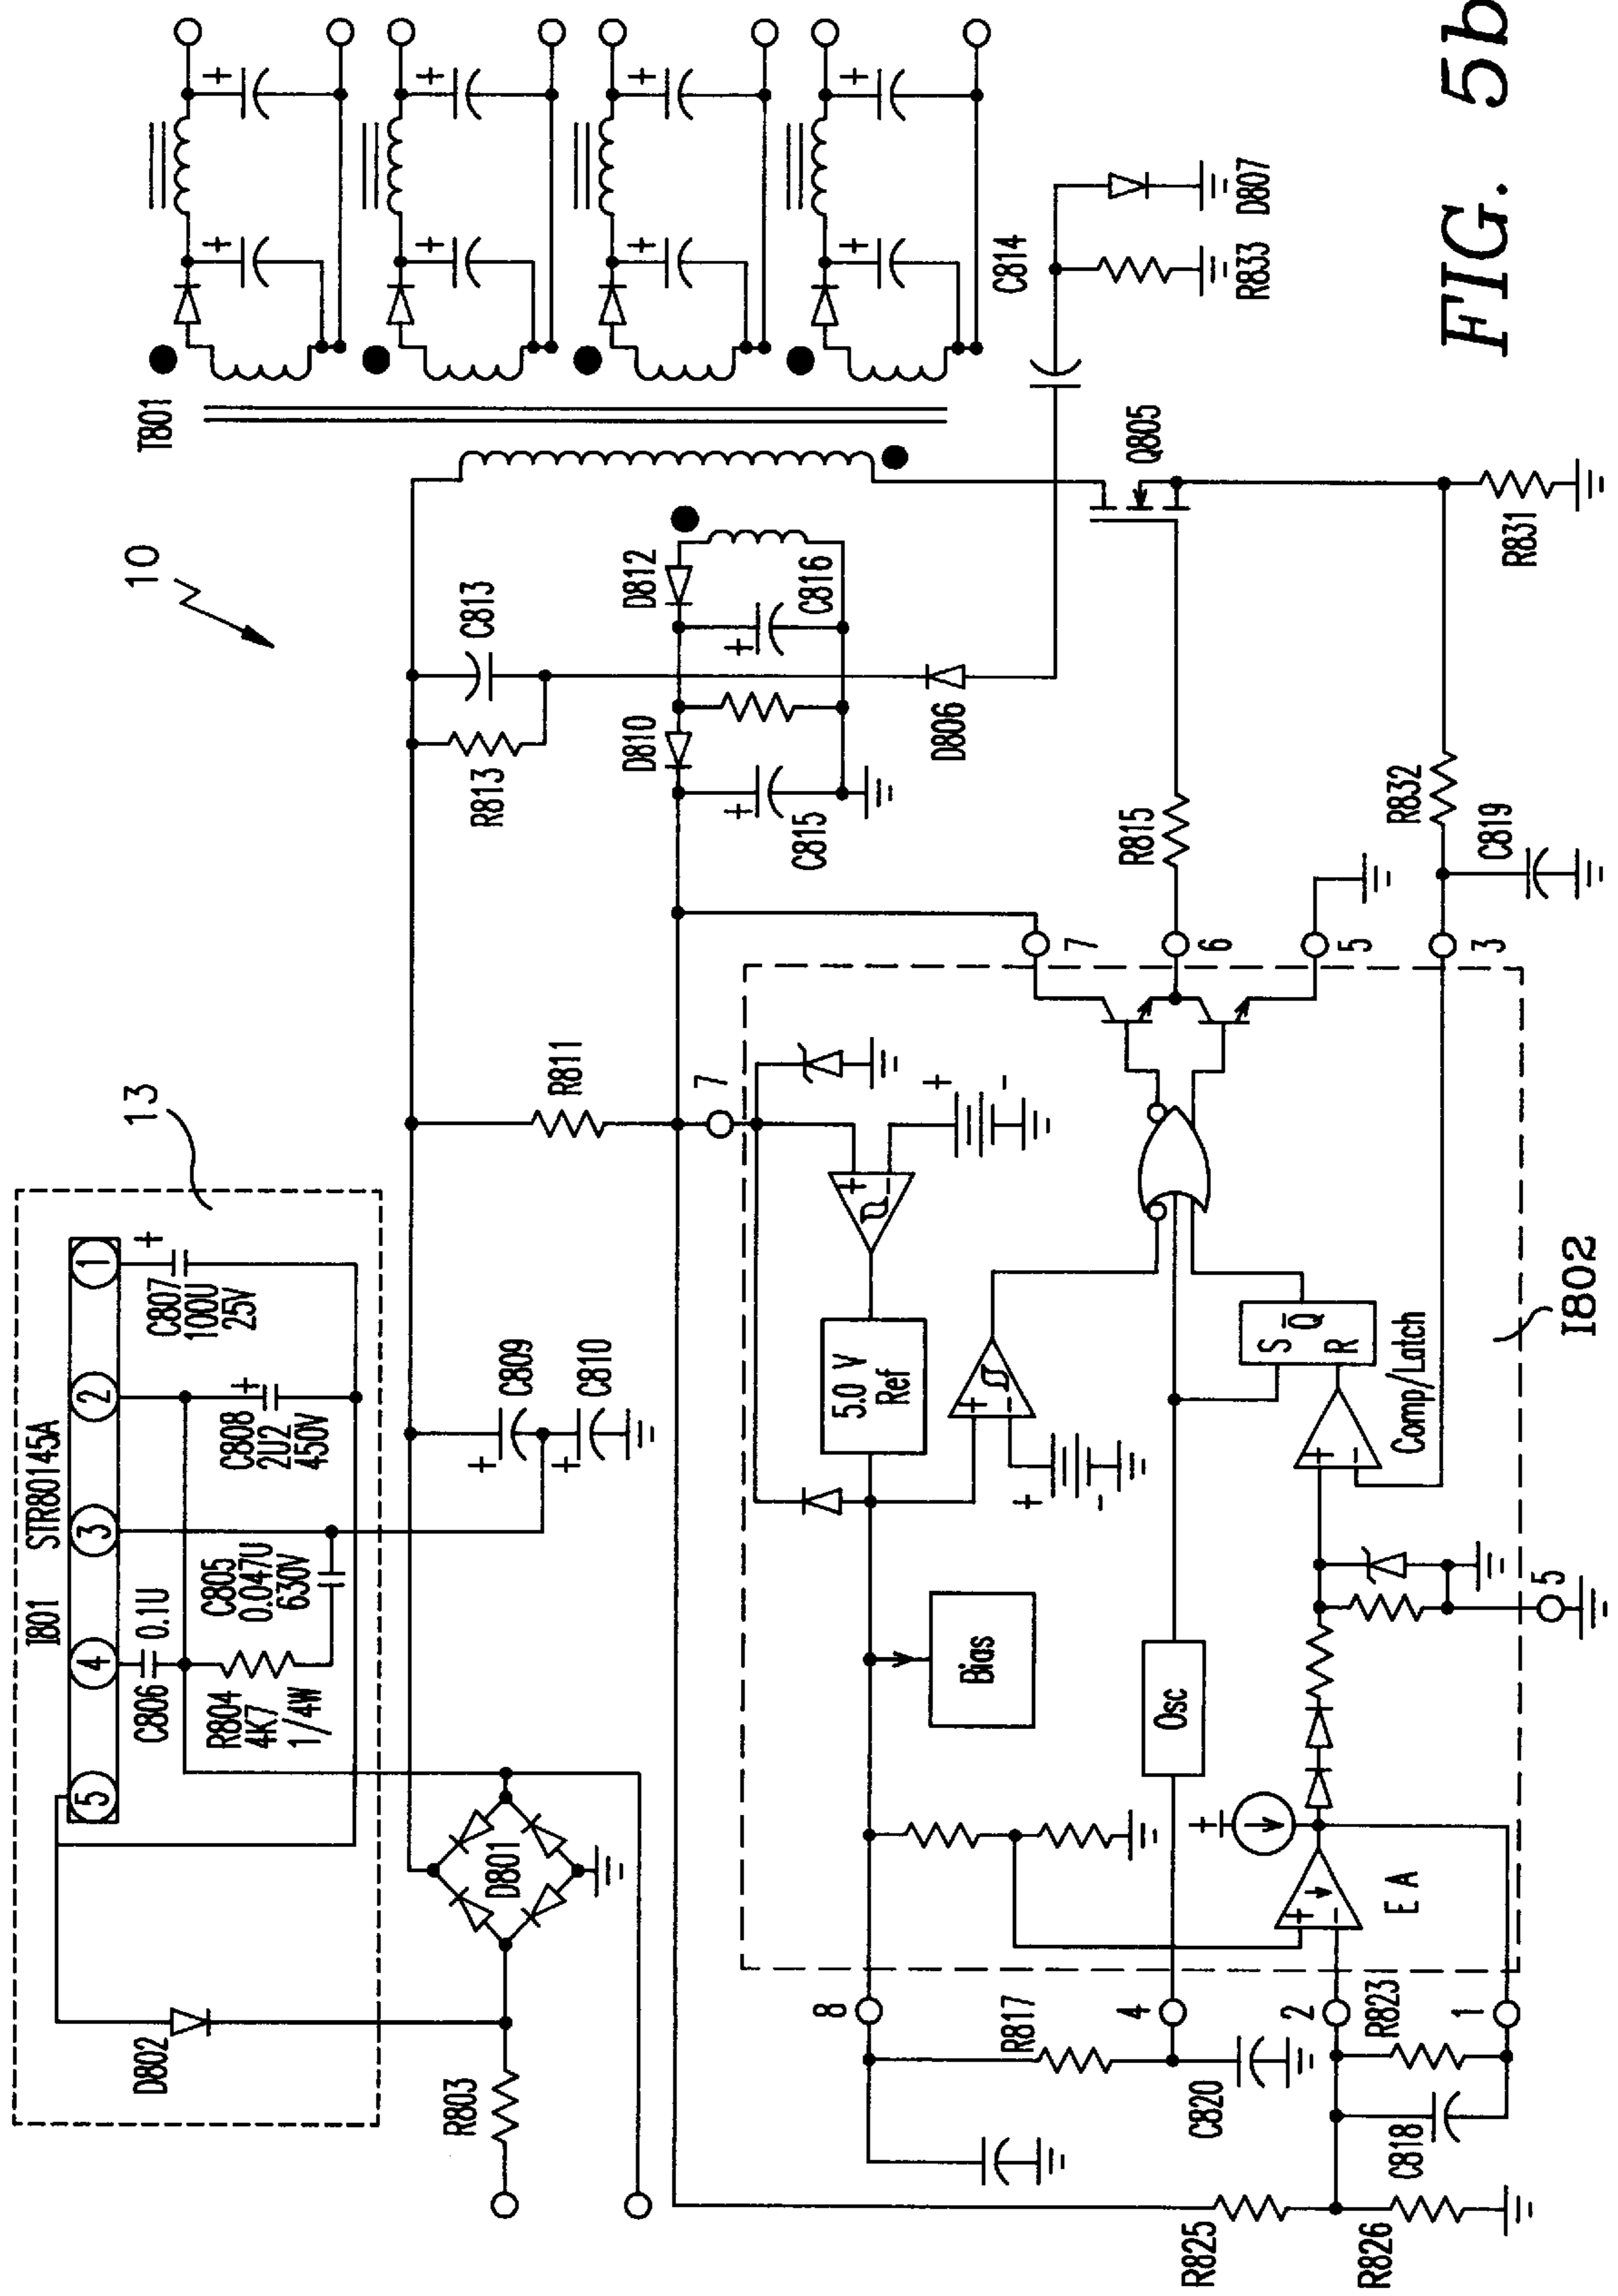 10
13
I801 STR80145A
5 4 3 2 1
C806 0.1U
R804
4K7
1/4W
C805
0.047U
630V
C808
2U2
450V
+
C807
100U
25V
+
D802
R803
D801
C809
+
C810
+
R811
R813
C813
D810
D812
C815
+
C816
+
D806
T801
+
+
+
+
+
+
+
+
C814
R833
D807
Q805
R815
R831
R832
C819
7
7
6
5
3
+
-
5.0 V
Ref
+
-
+
-
+
-
Bias
Osc
S
Q̅
R
Comp/Latch
+
-
5
+
E A
+
-
I802
8
4
2
1
R817
C820
R823
C818
R825
R826
FIG. 5b